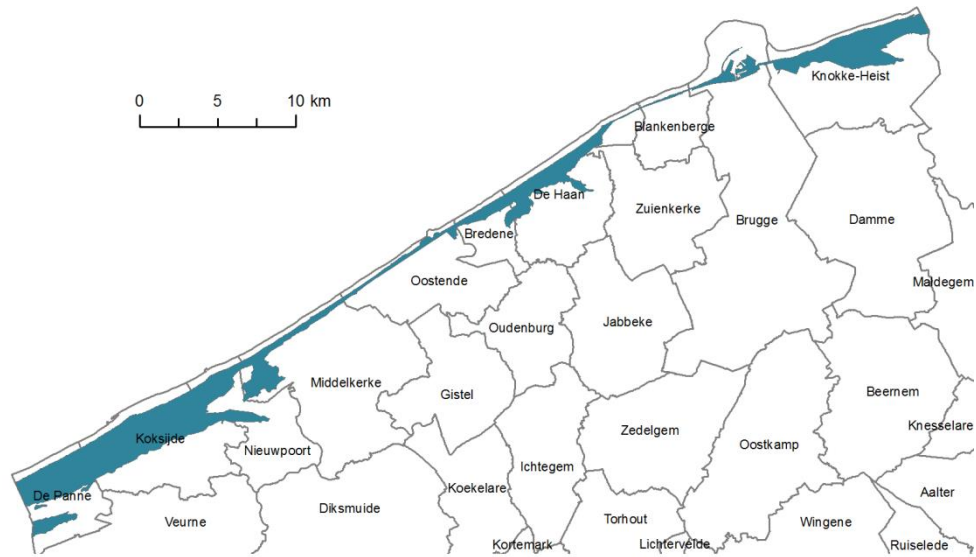 0 5 10 km
Knokke-Heist
Blankenberge
De Haan
Zuienkerke
Brugge
Damme
Bredene
Oostende
Maldegem
Oudenburg
Jabbeke
Middelkerke
Gistel
Beernem
Koksijde
Nieuwpoort
Ichtegem
Zedelgem
Oostkamp
Knesselare
De Panne
Veurne
Diksmuide
Koekelare
Torhout
Wingene
Aalter
Kortemark
Lichtervelde
Ruiselede